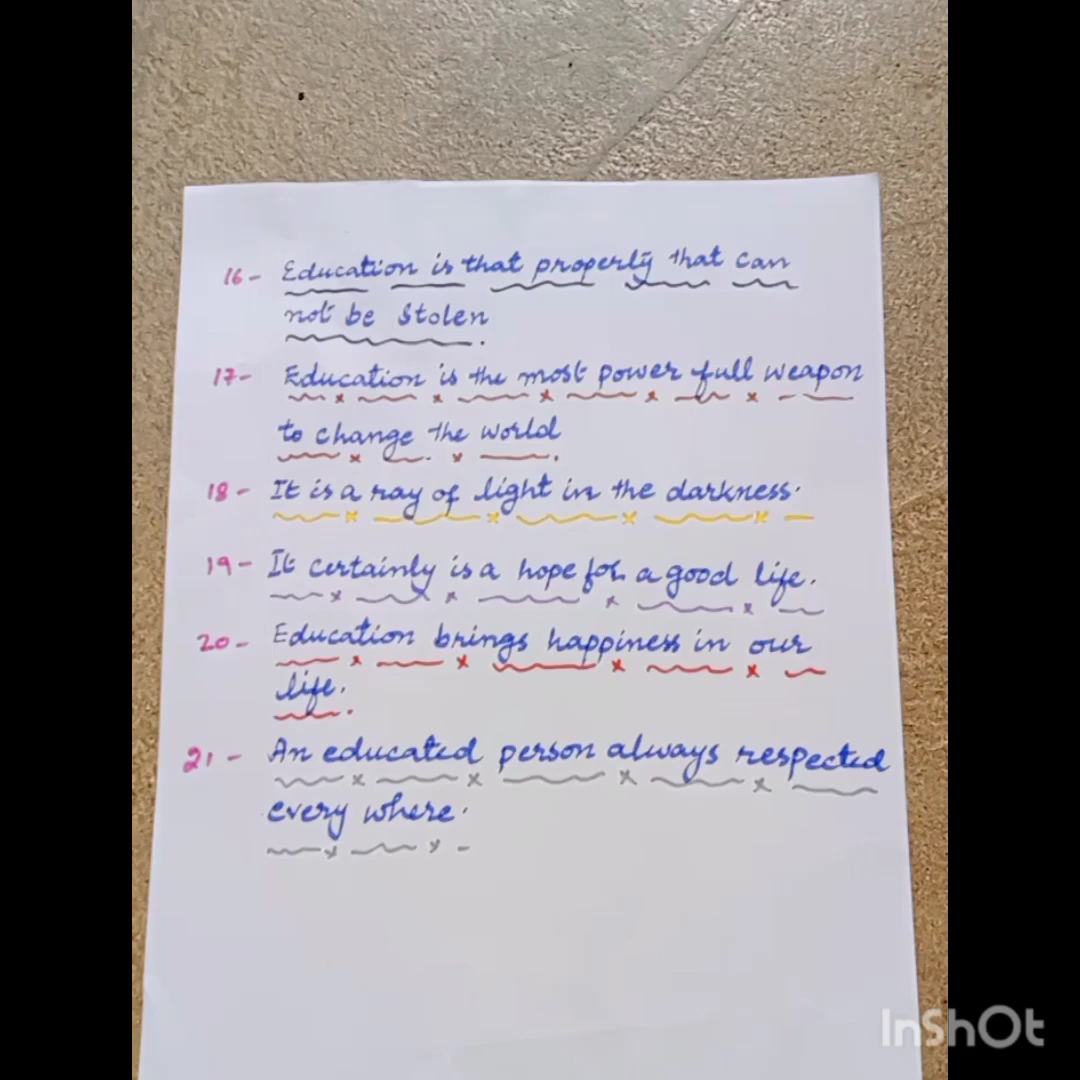 16- Education is that property that can
not be stolen
17- Education is the most power full weapon
to change the world
18- It is a ray of light in the darkness.
19- It certainly is a hope for a good life.
20- Education brings happiness in our
life.
21- An educated person always respected
every where.
InShOt